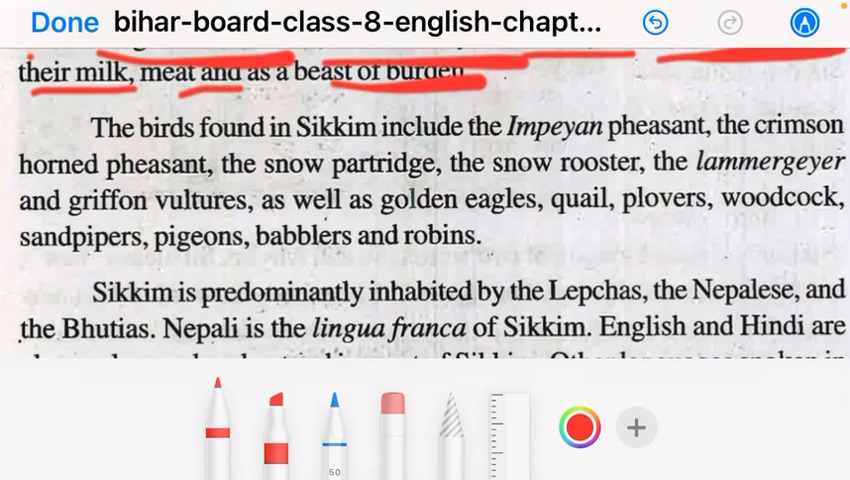 Done bihar-board-class-8-english-chapt...
their milk, meat and as a beast of burden
The birds found in Sikkim include the Impeyan pheasant, the crimson
horned pheasant, the snow partridge, the snow rooster, the lammergeyer
and griffon vultures, as well as golden eagles, quail, plovers, woodcock,
sandpipers, pigeons, babblers and robins.
Sikkim is predominantly inhabited by the Lepchas, the Nepalese, and
the Bhutias. Nepali is the lingua franca of Sikkim. English and Hindi are
50